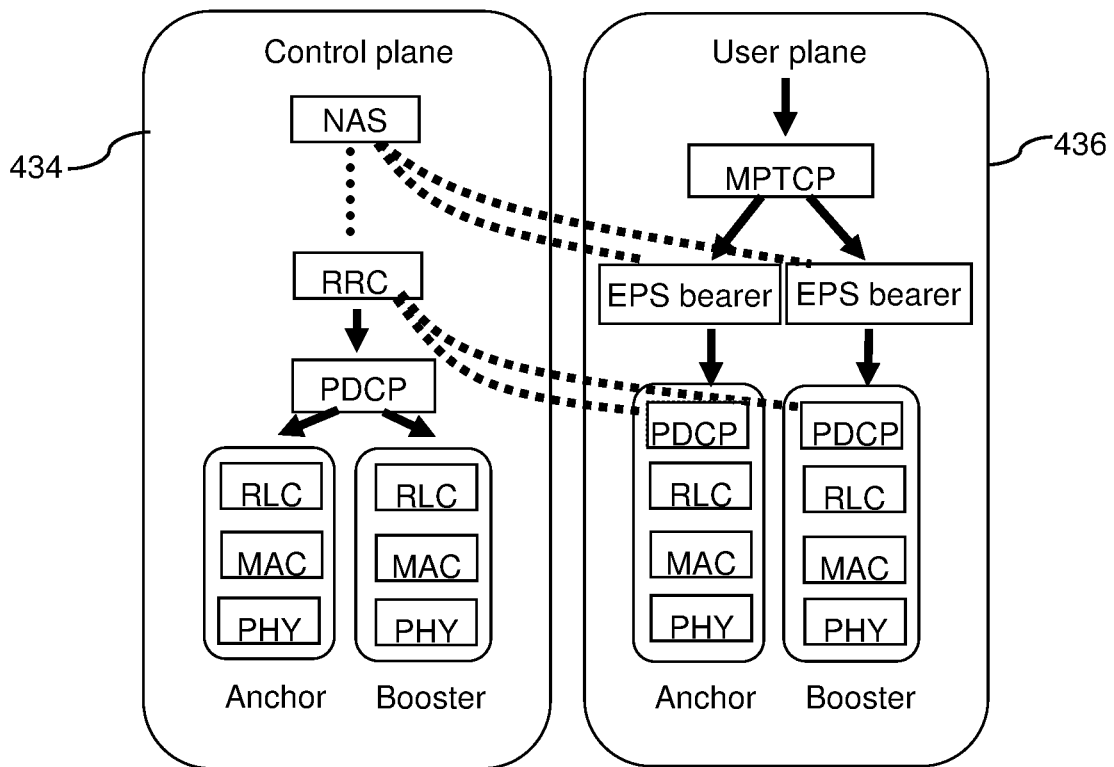 Control plane
NAS
RRC
PDCP
RLC
MAC
PHY
Anchor
RLC
MAC
PHY
Booster
434
User plane
MPTCP
EPS bearer
EPS bearer
PDCP
RLC
MAC
PHY
Anchor
PDCP
RLC
MAC
PHY
Booster
436